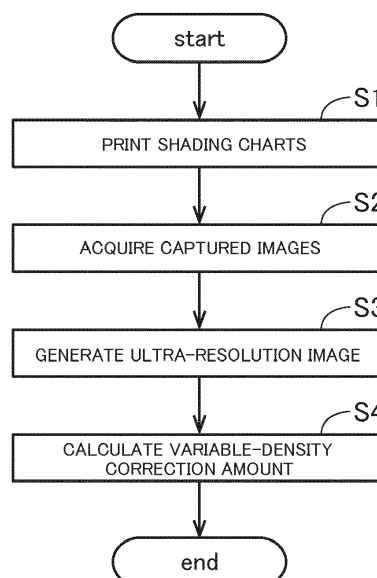 start
S1
PRINT SHADING CHARTS
S2
ACQUIRE CAPTURED IMAGES
S3
GENERATE ULTRA-RESOLUTION IMAGE
S4
CALCULATE VARIABLE-DENSITY
CORRECTION AMOUNT
end